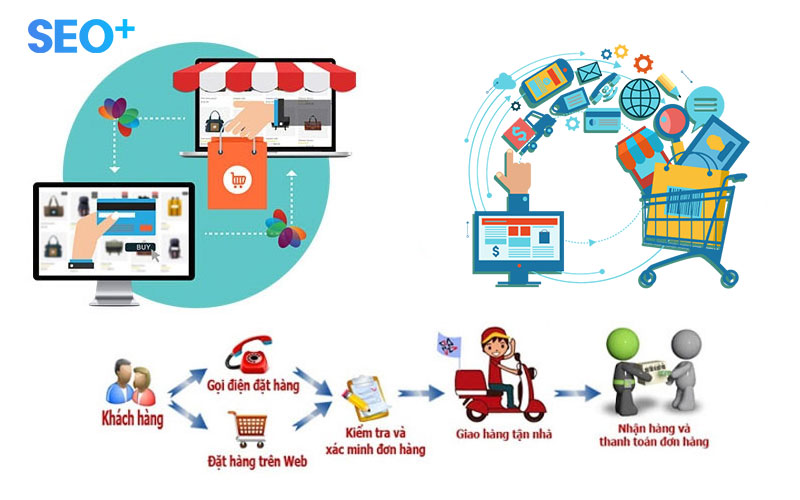 SEO+
BUY
$
$
Khách hàng
Gọi điện đặt hàng
Đặt hàng trên Web
Kiểm tra và
xác minh đơn hàng
Giao hàng tận nhà
Nhận hàng và
thanh toán đơn hàng